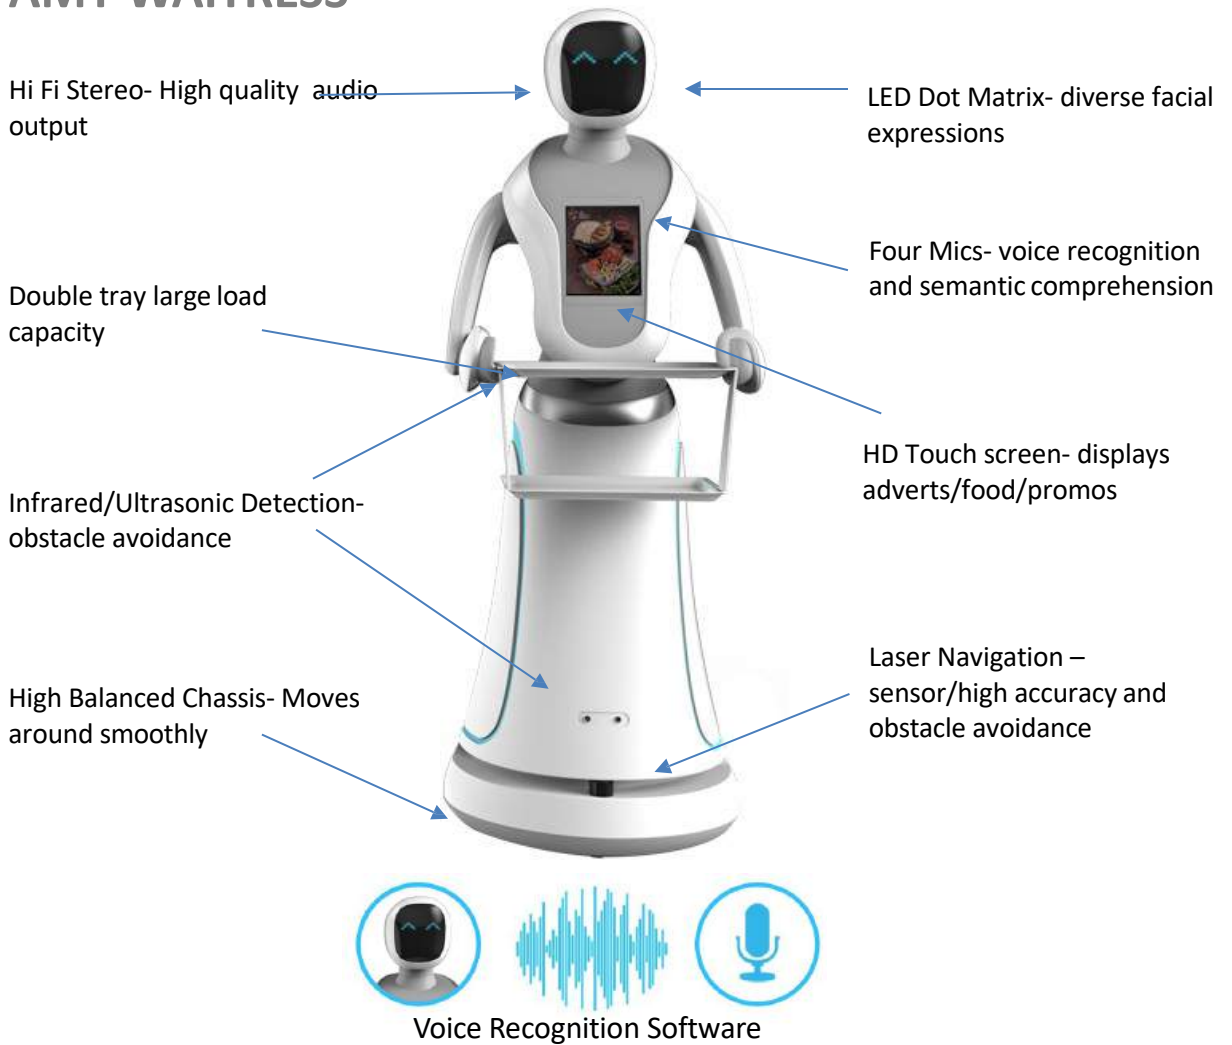 AMY WAITRESS
Hi Fi Stereo- High quality audio
output
LED Dot Matrix- diverse facial
expressions
Four Mics- voice recognition
and semantic comprehension
Double tray large load
capacity
HD Touch screen- displays
adverts/food/promos
Infrared/Ultrasonic Detection-
obstacle avoidance
Laser Navigation –
sensor/high accuracy and
obstacle avoidance
High Balanced Chassis- Moves
around smoothly
Voice Recognition Software